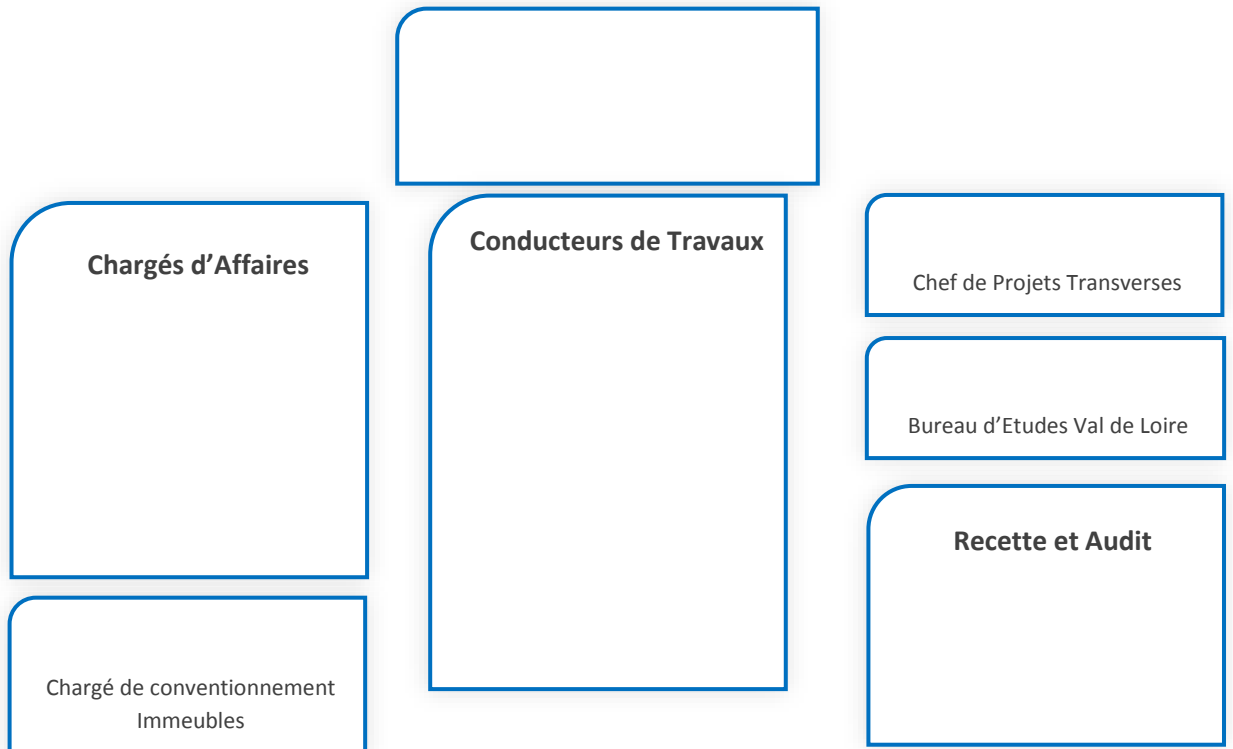 Chargés d’Affaires
Chargé de conventionnement
Immeubles
Conducteurs de Travaux
Chef de Projets Transverses
Bureau d’Etudes Val de Loire
Recette et Audit